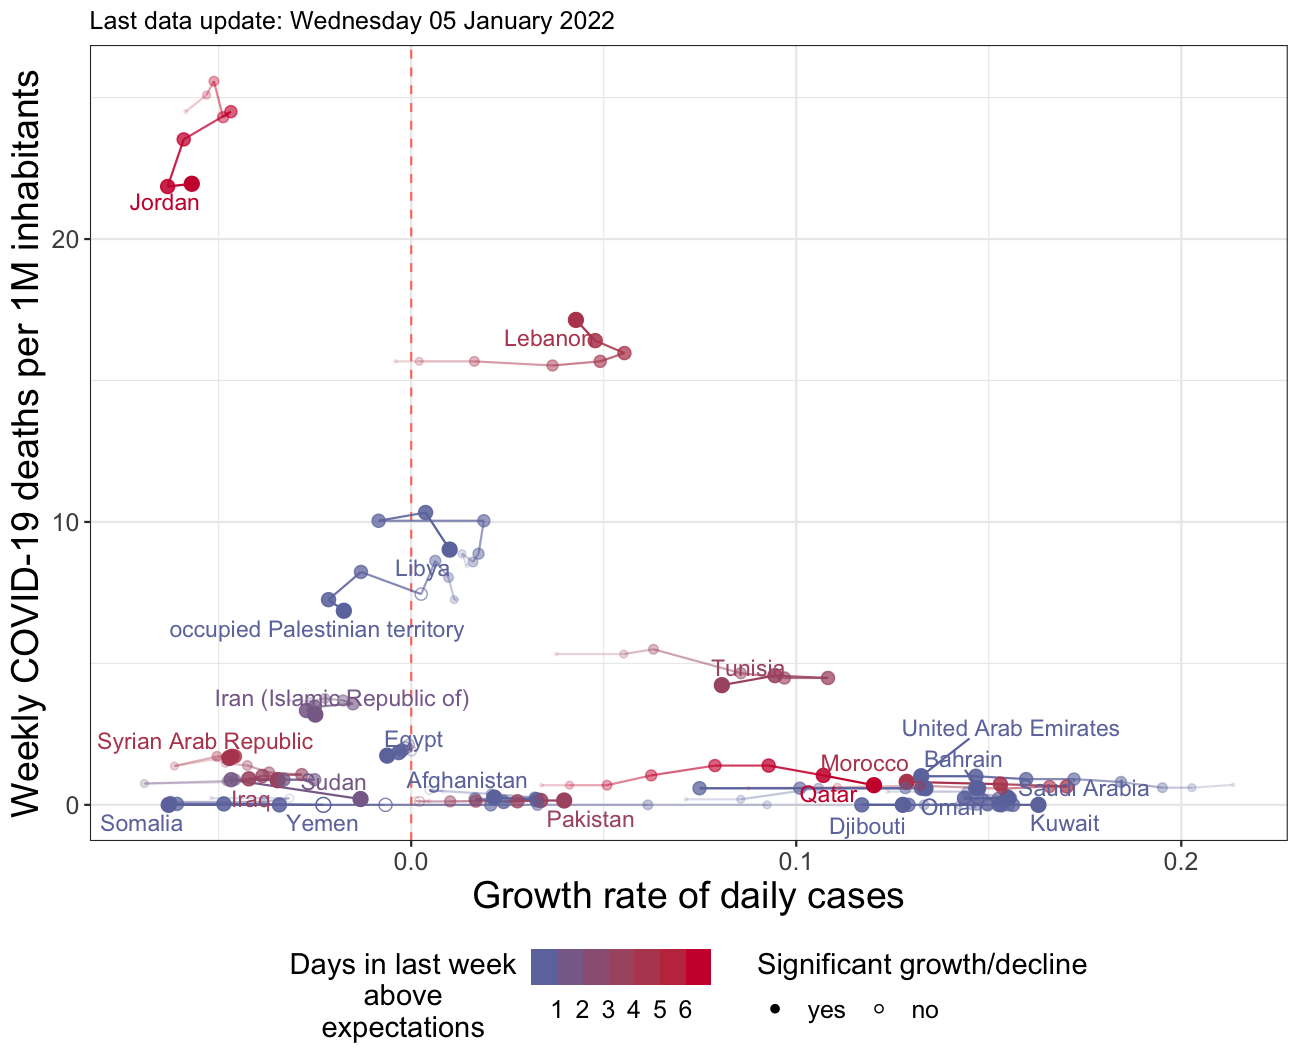 Last data update: Wednesday 05 January 2022
Weekly COVID-19 deaths per 1M inhabitants
20
10
0
Jordan
Lebanon
Libya
occupied Palestinian territory
Tunisia
Iran (Islamic Republic of)
United Arab Emirates
Syrian Arab Republic
Egypt
Bahrain
Morocco
Sudan
Afghanistan
Saudi Arabia
Iraq
Qatar
Oman
Somalia
Yemen
Pakistan
Djibouti
Kuwait
0.0
0.1
0.2
Growth rate of daily cases
Days in last week
above
expectations
1 2 3 4 5 6
Significant growth/decline
yes
no